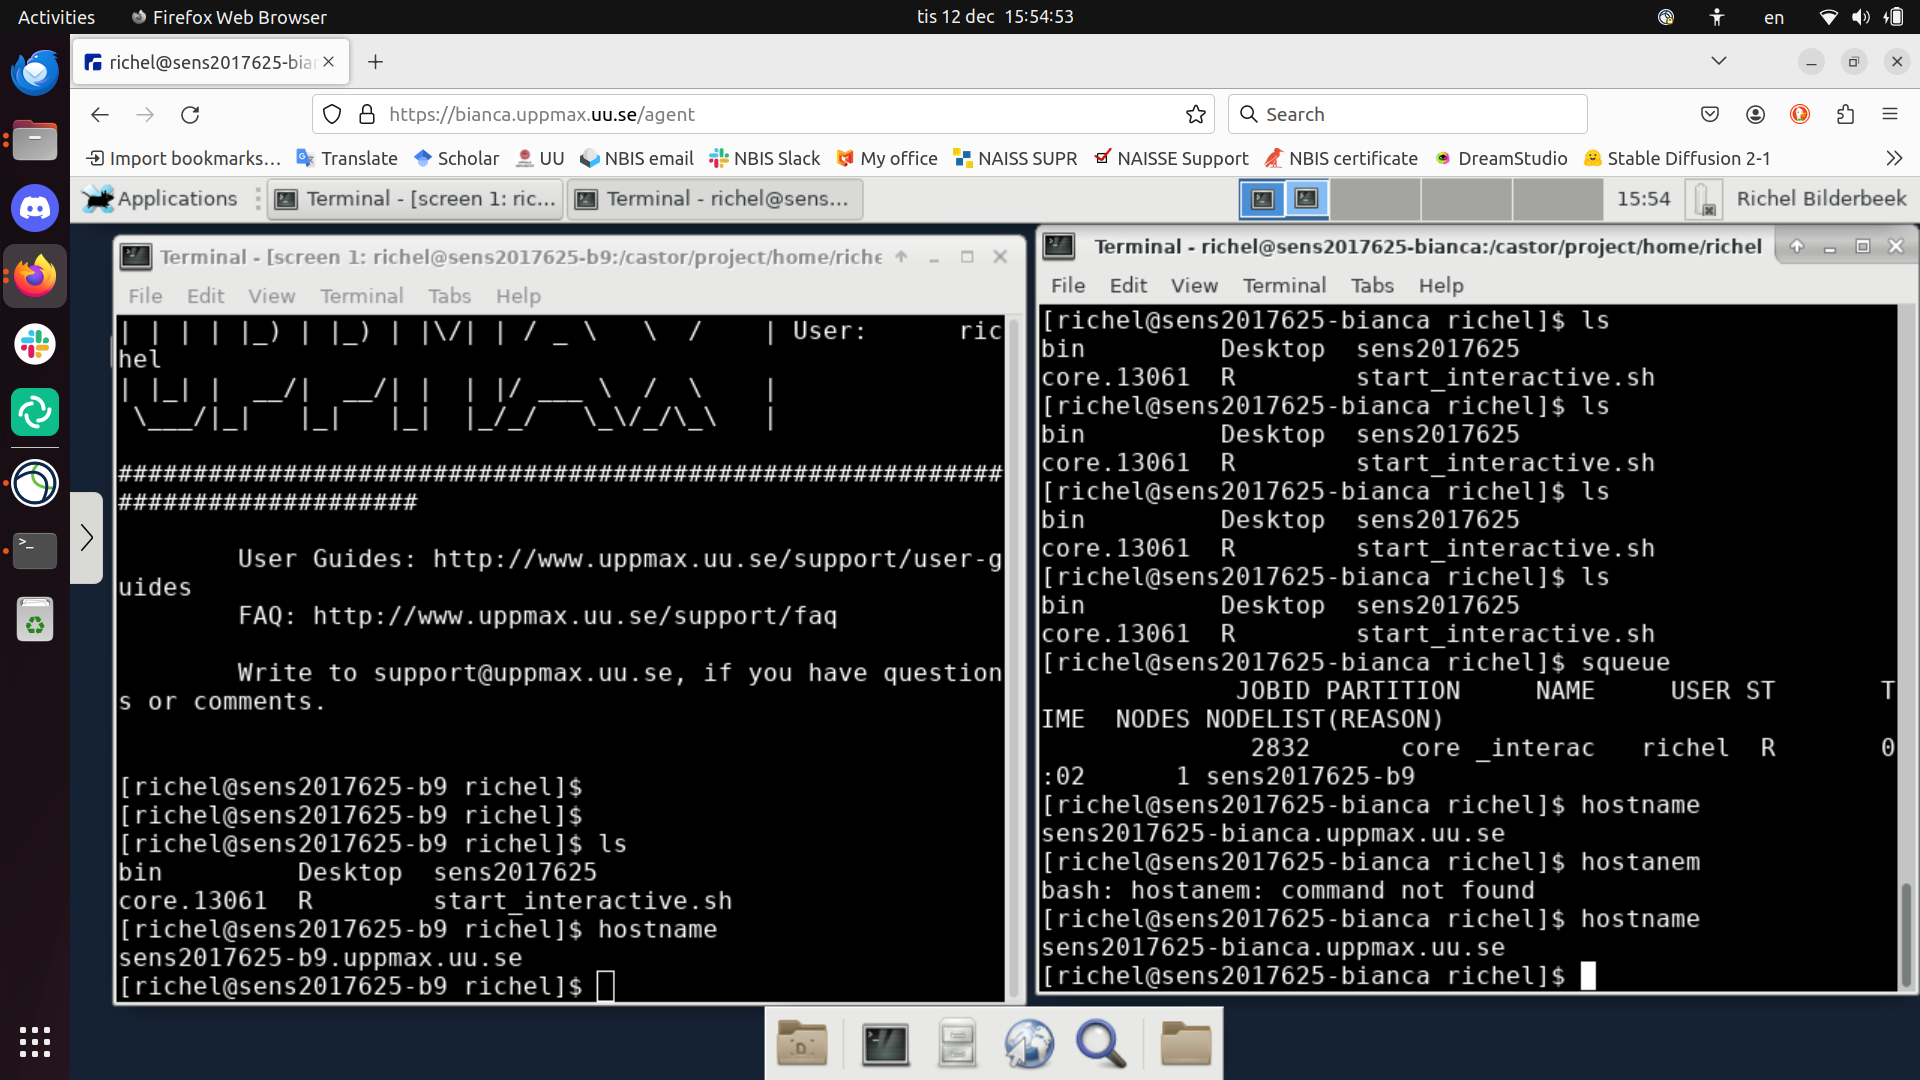 Activities
Firefox Web Browser
tis 12 dec 15:54:53
en
richel@sens2017625-bia
https://bianca.uppmax.uu.se/agent
Search
Import bookmarks...
Translate
Scholar
UU
NBIS email
NBIS Slack
My office
NAISS SUPR
NAISSE Support
NBIS certificate
DreamStudio
Stable Diffusion 2-1
Applications
Terminal - [screen 1: ric...
Terminal - richel@sens...
15:54
Richel Bilderbeek
Terminal - [screen 1: richel@sens2017625-b9:/castor/project/home/riche
File Edit View Terminal Tabs Help
| | | | |_) | |_) | |\/| | / _ \   \  /    | User:      ric
hel
| |_| |  __/|  __/| |  | |/ ___ \  /  \    |
 \___/|_|   |_|   |_|  |_/_/   \_\/_/\_\   |
###########################################################
####################
User Guides: http://www.uppmax.uu.se/support/user-g
uides
FAQ: http://www.uppmax.uu.se/support/faq
Write to support@uppmax.uu.se, if you have question
s or comments.
[richel@sens2017625-b9 richel]$
[richel@sens2017625-b9 richel]$
[richel@sens2017625-b9 richel]$ ls
bin         Desktop  sens2017625
core.13061  R        start_interactive.sh
[richel@sens2017625-b9 richel]$ hostname
sens2017625-b9.uppmax.uu.se
[richel@sens2017625-b9 richel]$
Terminal - richel@sens2017625-bianca:/castor/project/home/richel
File Edit View Terminal Tabs Help
[richel@sens2017625-bianca richel]$ ls
bin         Desktop  sens2017625
core.13061  R        start_interactive.sh
[richel@sens2017625-bianca richel]$ ls
bin         Desktop  sens2017625
core.13061  R        start_interactive.sh
[richel@sens2017625-bianca richel]$ ls
bin         Desktop  sens2017625
core.13061  R        start_interactive.sh
[richel@sens2017625-bianca richel]$ ls
bin         Desktop  sens2017625
core.13061  R        start_interactive.sh
[richel@sens2017625-bianca richel]$ squeue
             JOBID PARTITION     NAME     USER ST       T
IME  NODES NODELIST(REASON)
              2832      core _interac   richel  R       0
:02      1 sens2017625-b9
[richel@sens2017625-bianca richel]$ hostname
sens2017625-bianca.uppmax.uu.se
[richel@sens2017625-bianca richel]$ hostanem
bash: hostanem: command not found
[richel@sens2017625-bianca richel]$ hostname
sens2017625-bianca.uppmax.uu.se
[richel@sens2017625-bianca richel]$